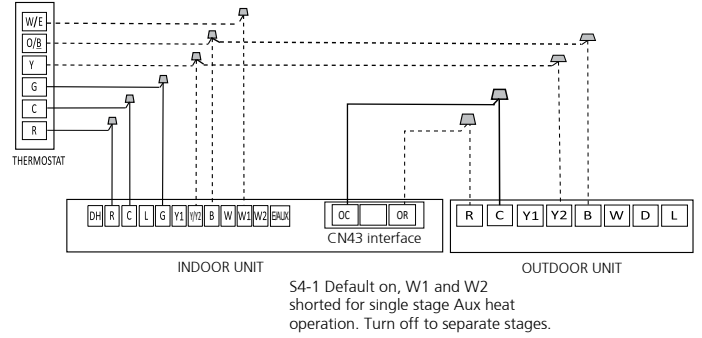 W/E
O/B
Y
G
C
R
THERMOSTAT
DH R C L G Y1 Y/Y2 B W W1 W2 E/AUX
OC OR
CN43 interface
R C Y1 Y2 B W D L
INDOOR UNIT
OUTDOOR UNIT
S4-1 Default on, W1 and W2
shorted for single stage Aux heat
operation. Turn off to separate stages.